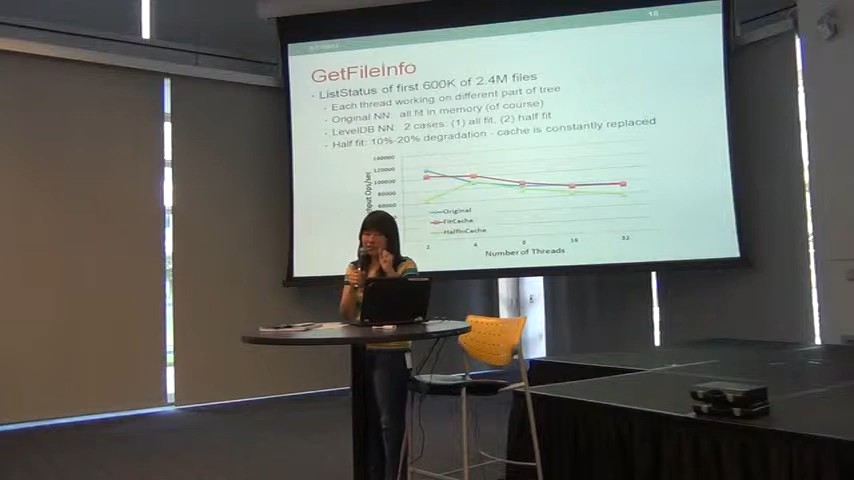 18
GetFileInfo
• ListStatus of first 600K of 2.4M files
• Each thread working on different part of tree
• Original NN: all fit in memory (of course)
• LevelDB NN: 2 cases: (1) all fit, (2) half fit
• Half fit: 10%-20% degradation - cache is constantly replaced
140000
120000
100000
80000
60000
Original
FitCache
HalfInCache
2 4 8 16 32
Number of Threads